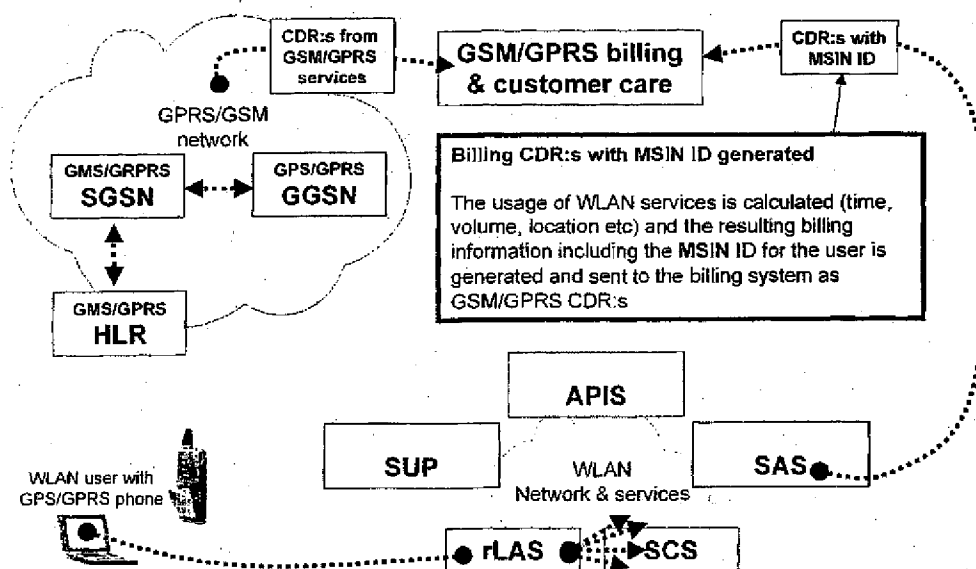 CDR:s from
GSM/GPRS
services
GSM/GPRS billing
& customer care
CDR:s with
MSIN ID
GPRS/GSM
network
GMS/GRPRS
SGSN
GPS/GPRS
GGSN
GMS/GPRS
HLR
Billing CDR:s with MSIN ID generated
The usage of WLAN services is calculated (time,
volume, location etc) and the resulting billing
information including the MSIN ID for the user is
generated and sent to the billing system as
GSM/GPRS CDR:s
APIS
SUP
SAS
WLAN
Network & services
WLAN user with
GPS/GPRS phone
rLAS
SCS